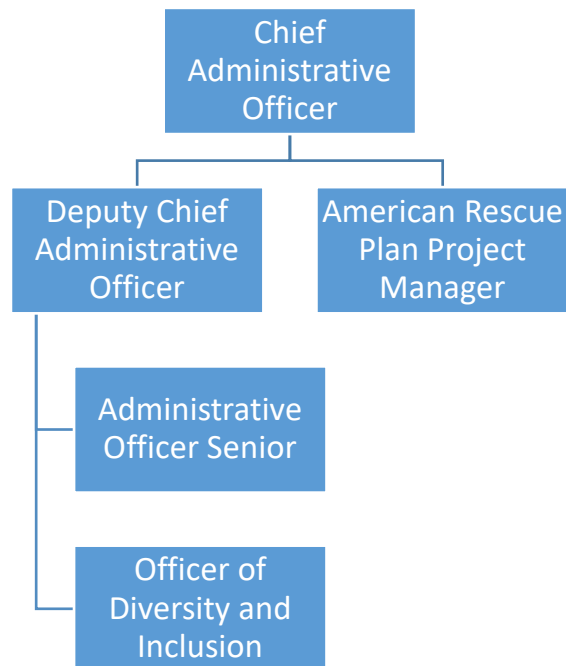 Chief
Administrative
Officer
Deputy Chief
Administrative
Officer
American Rescue
Plan Project
Manager
Administrative
Officer Senior
Officer of
Diversity and
Inclusion